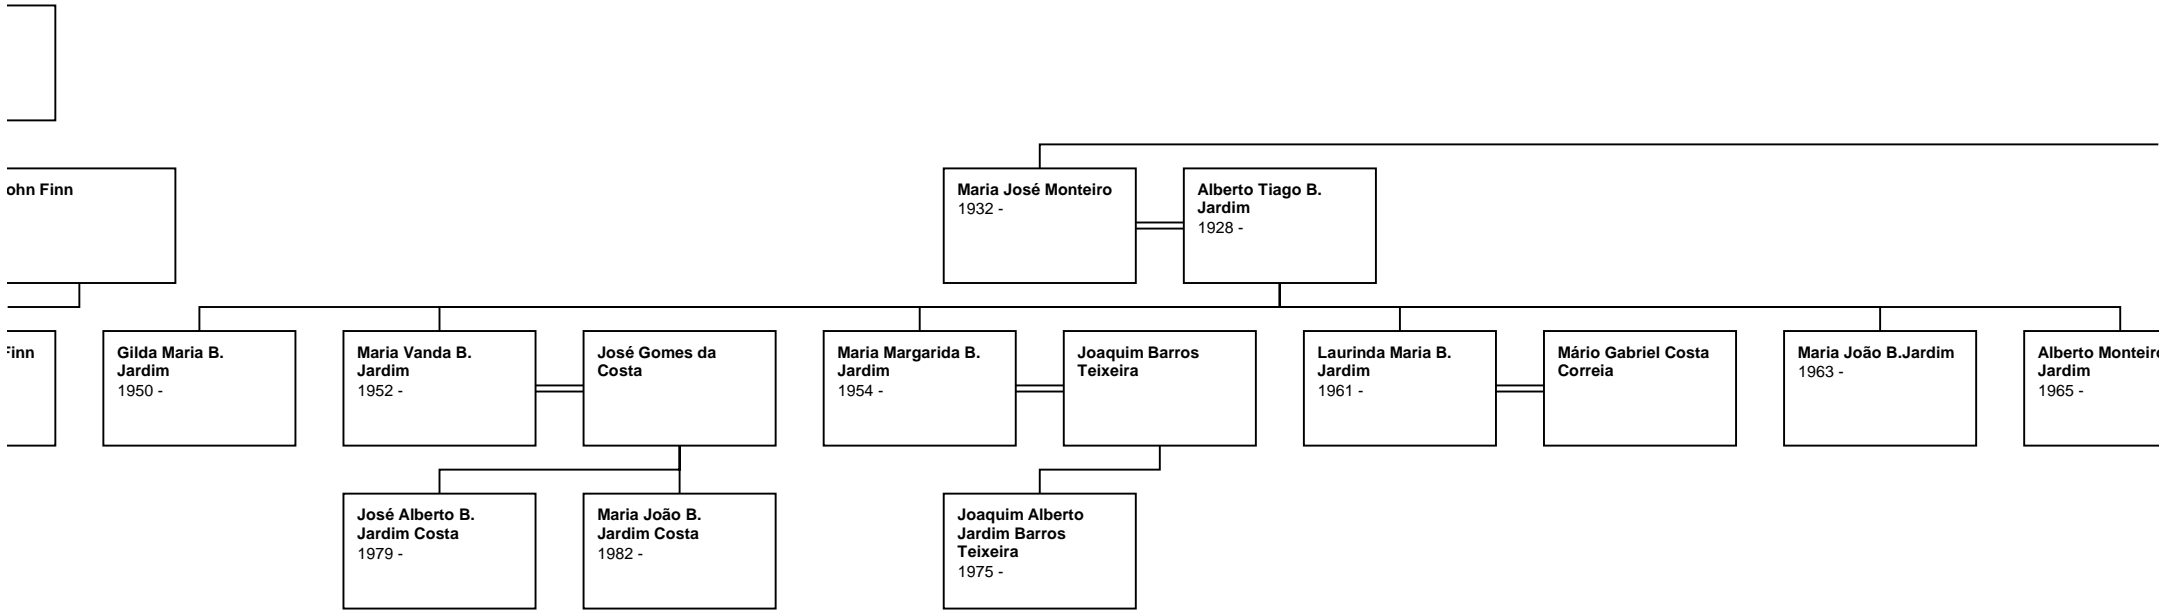 ohn Finn
Maria José Monteiro
1932 -
Alberto Tiago B.
Jardim
1928 -
Finn
Gilda Maria B.
Jardim
1950 -
Maria Vanda B.
Jardim
1952 -
José Gomes da
Costa
Maria Margarida B.
Jardim
1954 -
Joaquim Barros
Teixeira
Laurinda Maria B.
Jardim
1961 -
Mário Gabriel Costa
Correia
Maria João B.Jardim
1963 -
Alberto Monteiro
Jardim
1965 -
José Alberto B.
Jardim Costa
1979 -
Maria João B.
Jardim Costa
1982 -
Joaquim Alberto
Jardim Barros
Teixeira
1975 -